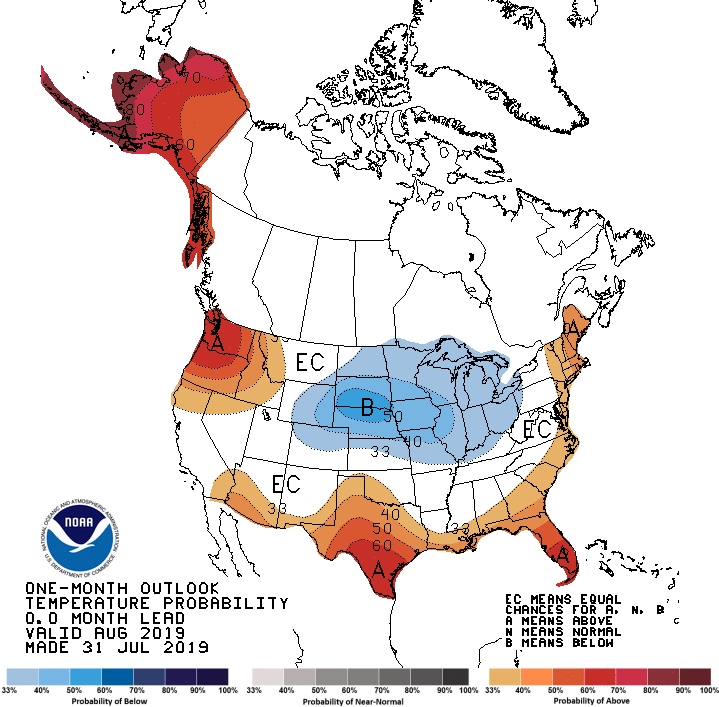 70
80
A
60
A
A
EC
A
B
50
40
EC
33
EC
33
40
33
50
60
A
A
NATIONAL OCEANIC AND ATMOSPHERIC ADMINISTRATION
NOAA
U.S. DEPARTMENT OF COMMERCE
ONE-MONTH OUTLOOK
TEMPERATURE PROBABILITY
0.0 MONTH LEAD
VALID AUG 2019
MADE 31 JUL 2019
EC MEANS EQUAL
CHANCES FOR A, N, B
A MEANS ABOVE
N MEANS NORMAL
B MEANS BELOW
33% 40% 50% 60% 70% 80% 90% 100%
Probability of Below
33% 40% 50% 60% 70% 80% 90% 100%
Probability of Near-Normal
33% 40% 50% 60% 70% 80% 90% 100%
Probability of Above